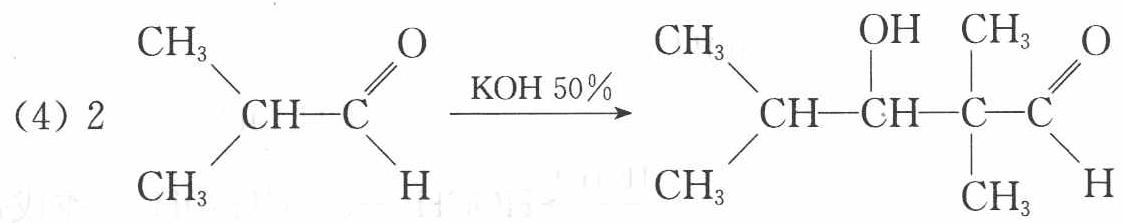 CH₃ O OH CH₃ O
CH₃
(4) 2 CH—C KOH 50% CH—CH—C—C
CH₃ H CH₃ CH₃ H